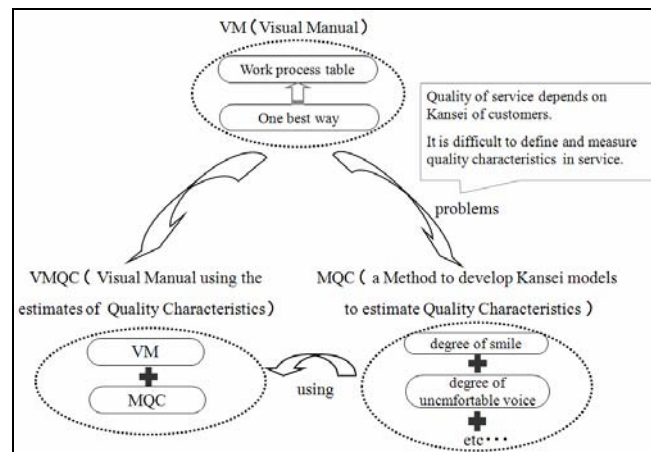 VM (Visual Manual)
Work process table
One best way
Quality of service depends on
Kansei of customers.
It is difficult to define and measure
quality characteristics in service.
problems
VMQC ( Visual Manual using the
estimates of Quality Characteristics)
VM
MQC
MQC ( a Method to develop Kansei models
to estimate Quality Characteristics )
degree of smile
degree of
uncmfortable voice
etc···
using